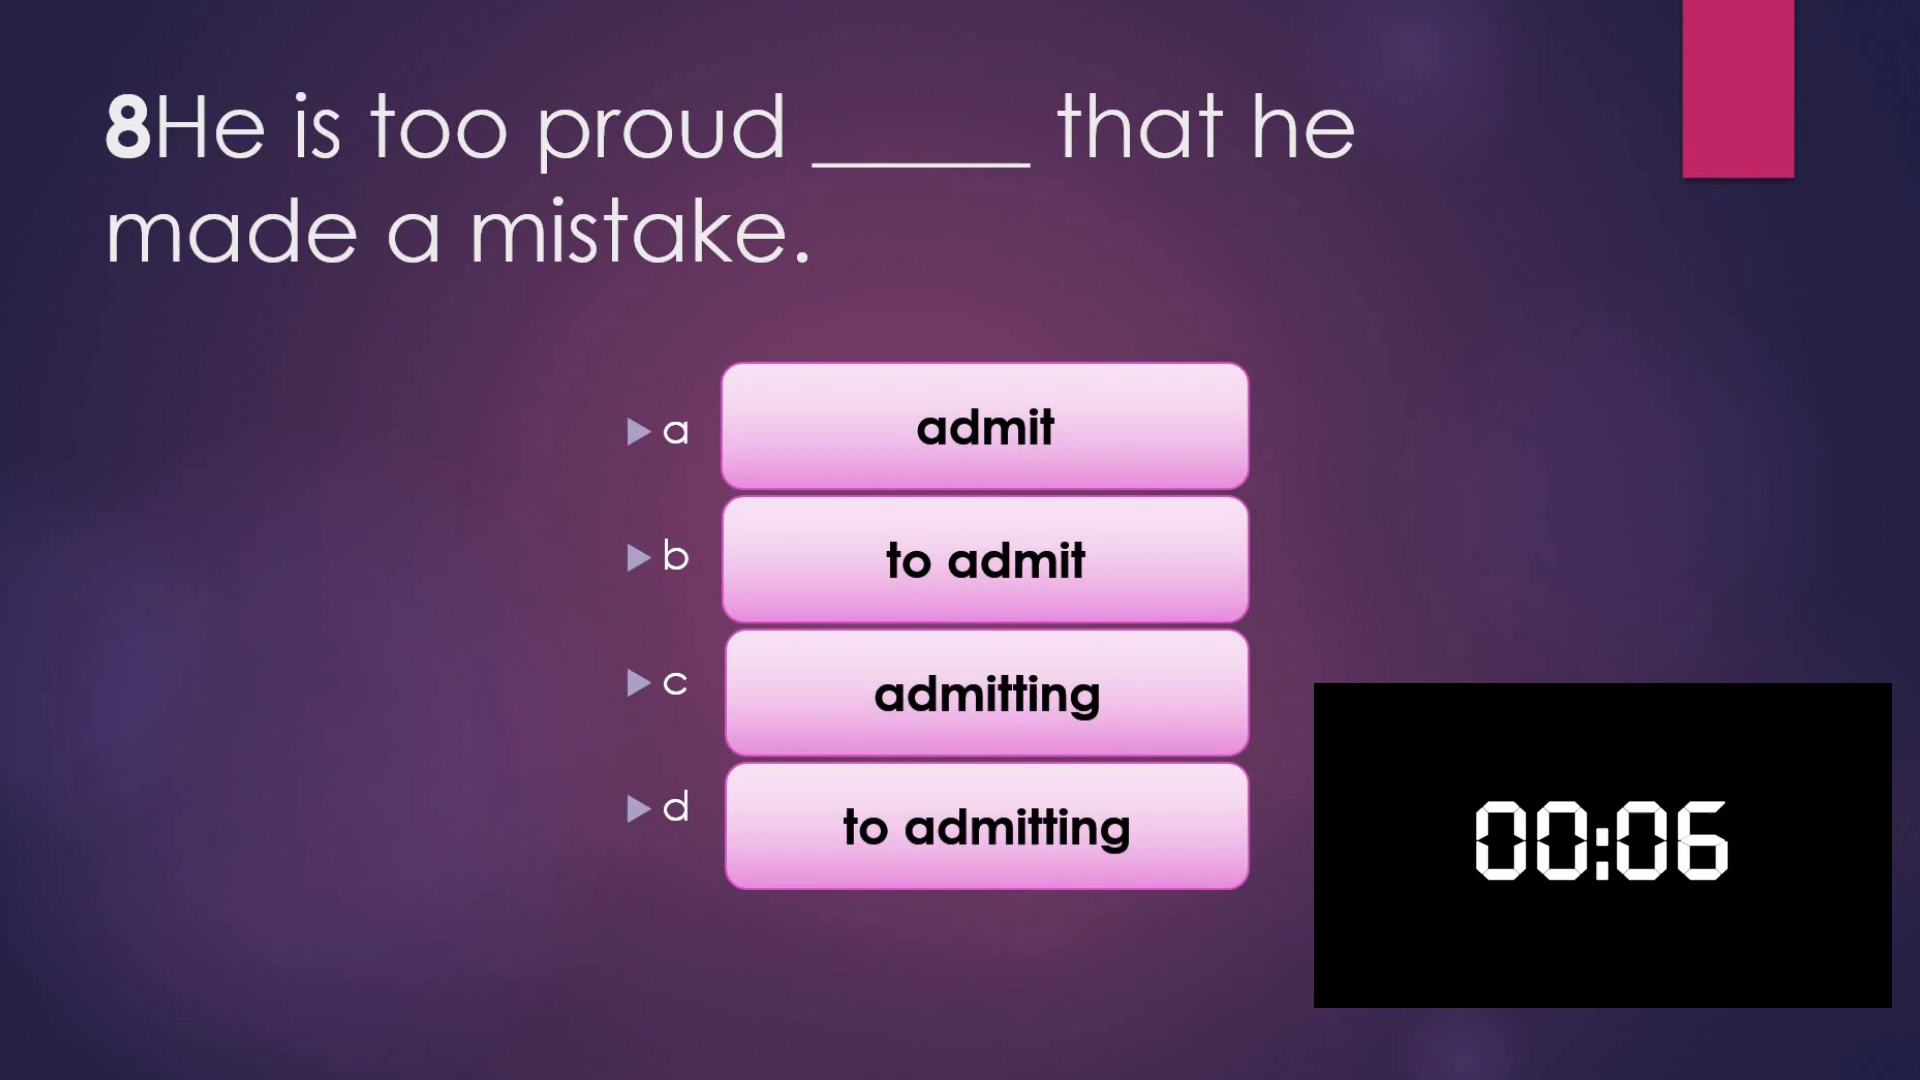 8He is too proud _____ that he
made a mistake.
a admit
b to admit
c admitting
d to admitting
00:06